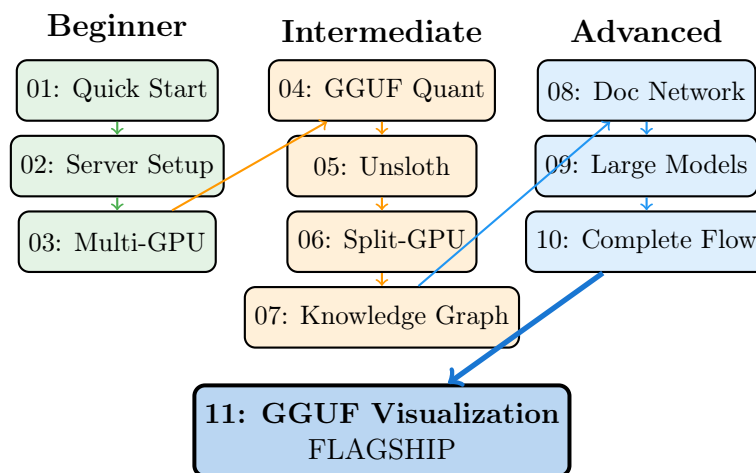 Beginner
01: Quick Start
02: Server Setup
03: Multi-GPU
Intermediate
04: GGUF Quant
05: Unsloth
06: Split-GPU
07: Knowledge Graph
Advanced
08: Doc Network
09: Large Models
10: Complete Flow
11: GGUF Visualization
FLAGSHIP